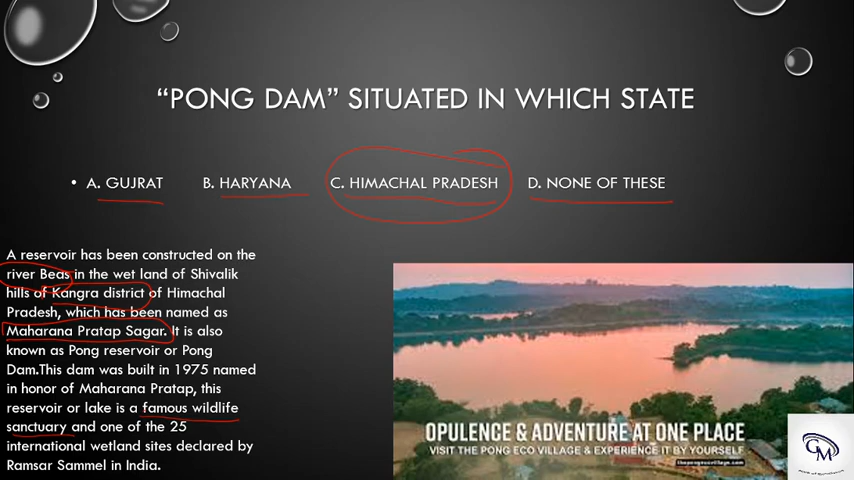 “PONG DAM” SITUATED IN WHICH STATE
• A. GUJRAT B. HARYANA C. HIMACHAL PRADESH D. NONE OF THESE
A reservoir has been constructed on the
river Beas in the wet land of Shivalik
hills of Kangra district of Himachal
Pradesh, which has been named as
Maharana Pratap Sagar. It is also
known as Pong reservoir or Pong
Dam.This dam was built in 1975 named
in honor of Maharana Pratap, this
reservoir or lake is a famous wildlife
sanctuary and one of the 25
international wetland sites declared by
Ramsar Sammel in India.
OPULENCE & ADVENTURE AT ONE PLACE
VISIT THE PONG ECO VILLAGE & EXPERIENCE IT BY YOURSELF
GM